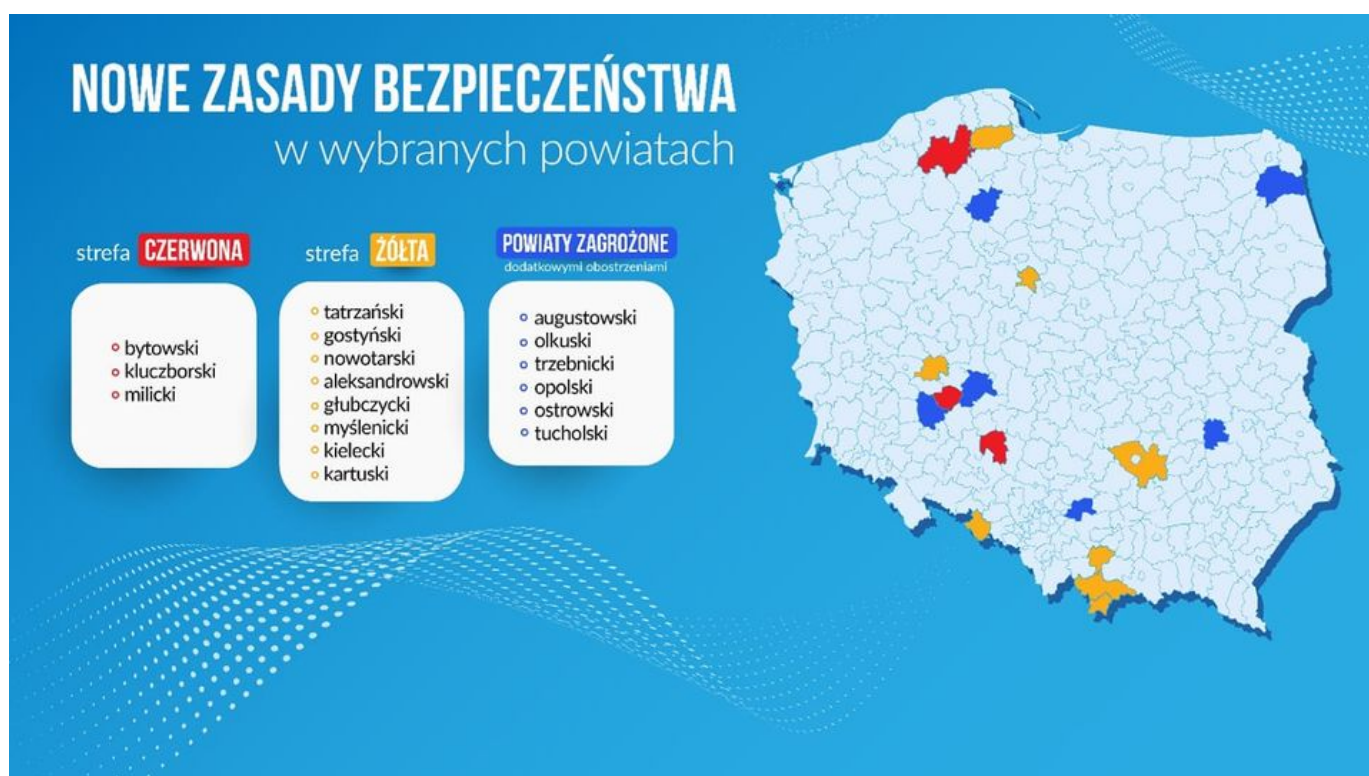 NOWE ZASADY BEZPIECZEŃSTWA
w wybranych powiatach
strefa CZERWONA
bytowski
kluczborski
milicki
strefa ŻÓŁTA
tatrzański
gostyński
nowotarski
aleksandrowski
głubczycki
myślenicki
kielecki
kartuski
POWIATY ZAGROŻONE
dodatkowymi obostrzeniami
augustowski
olkuski
trzebnicki
opolski
ostrowski
tucholski